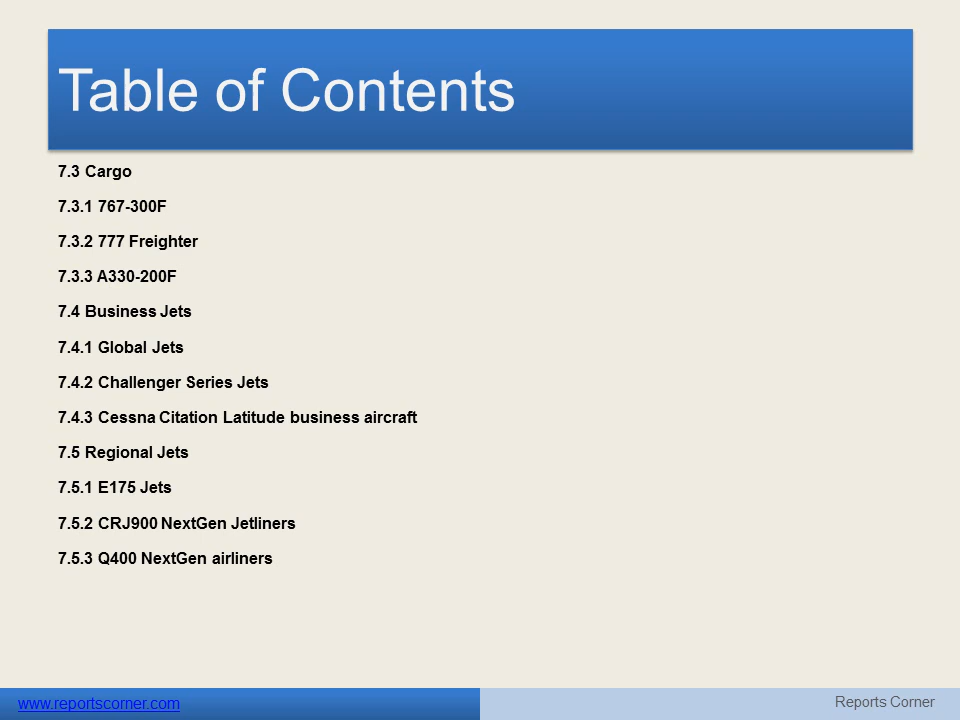 Table of Contents
7.3 Cargo
7.3.1 767-300F
7.3.2 777 Freighter
7.3.3 A330-200F
7.4 Business Jets
7.4.1 Global Jets
7.4.2 Challenger Series Jets
7.4.3 Cessna Citation Latitude business aircraft
7.5 Regional Jets
7.5.1 E175 Jets
7.5.2 CRJ900 NextGen Jetliners
7.5.3 Q400 NextGen airliners
www.reportscorner.com
Reports Corner